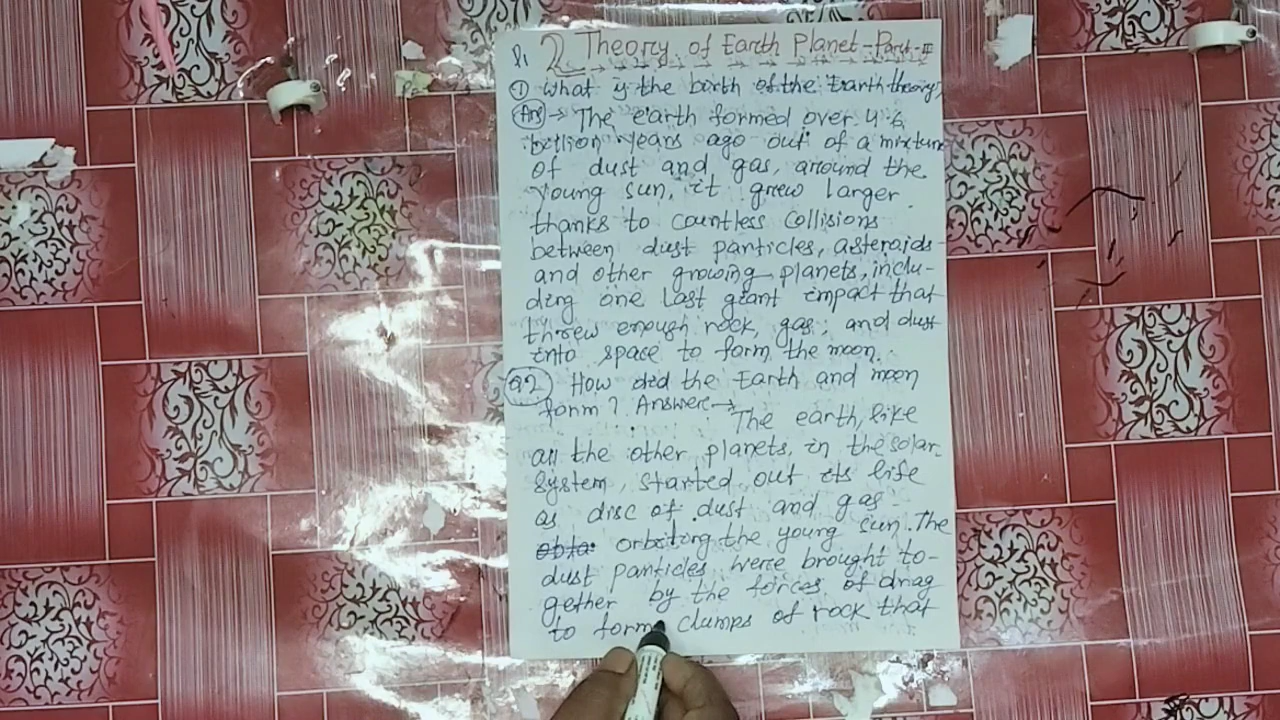 2 Theory of Earth Planet - Part-II
① What is the birth of the Earth theory,
Ans → The earth formed over 4.6
billion years ago out of a mixture
of dust and gas, around the
young sun, it grew larger
thanks to countless collisions
between dust particles, asteroids
and other growing planets, inclu-
ding one last giant impact that
threw enough rock, gas, and dust
into space to form the moon.
Q2 How did the Earth and moon
form? Answer →
The earth, like
all the other planets, in the solar
system, started out its life
as disc of dust and gas
orbiting the young sun. The
dust particles were brought to-
gether by the forces of drag
to form clumps of rock that